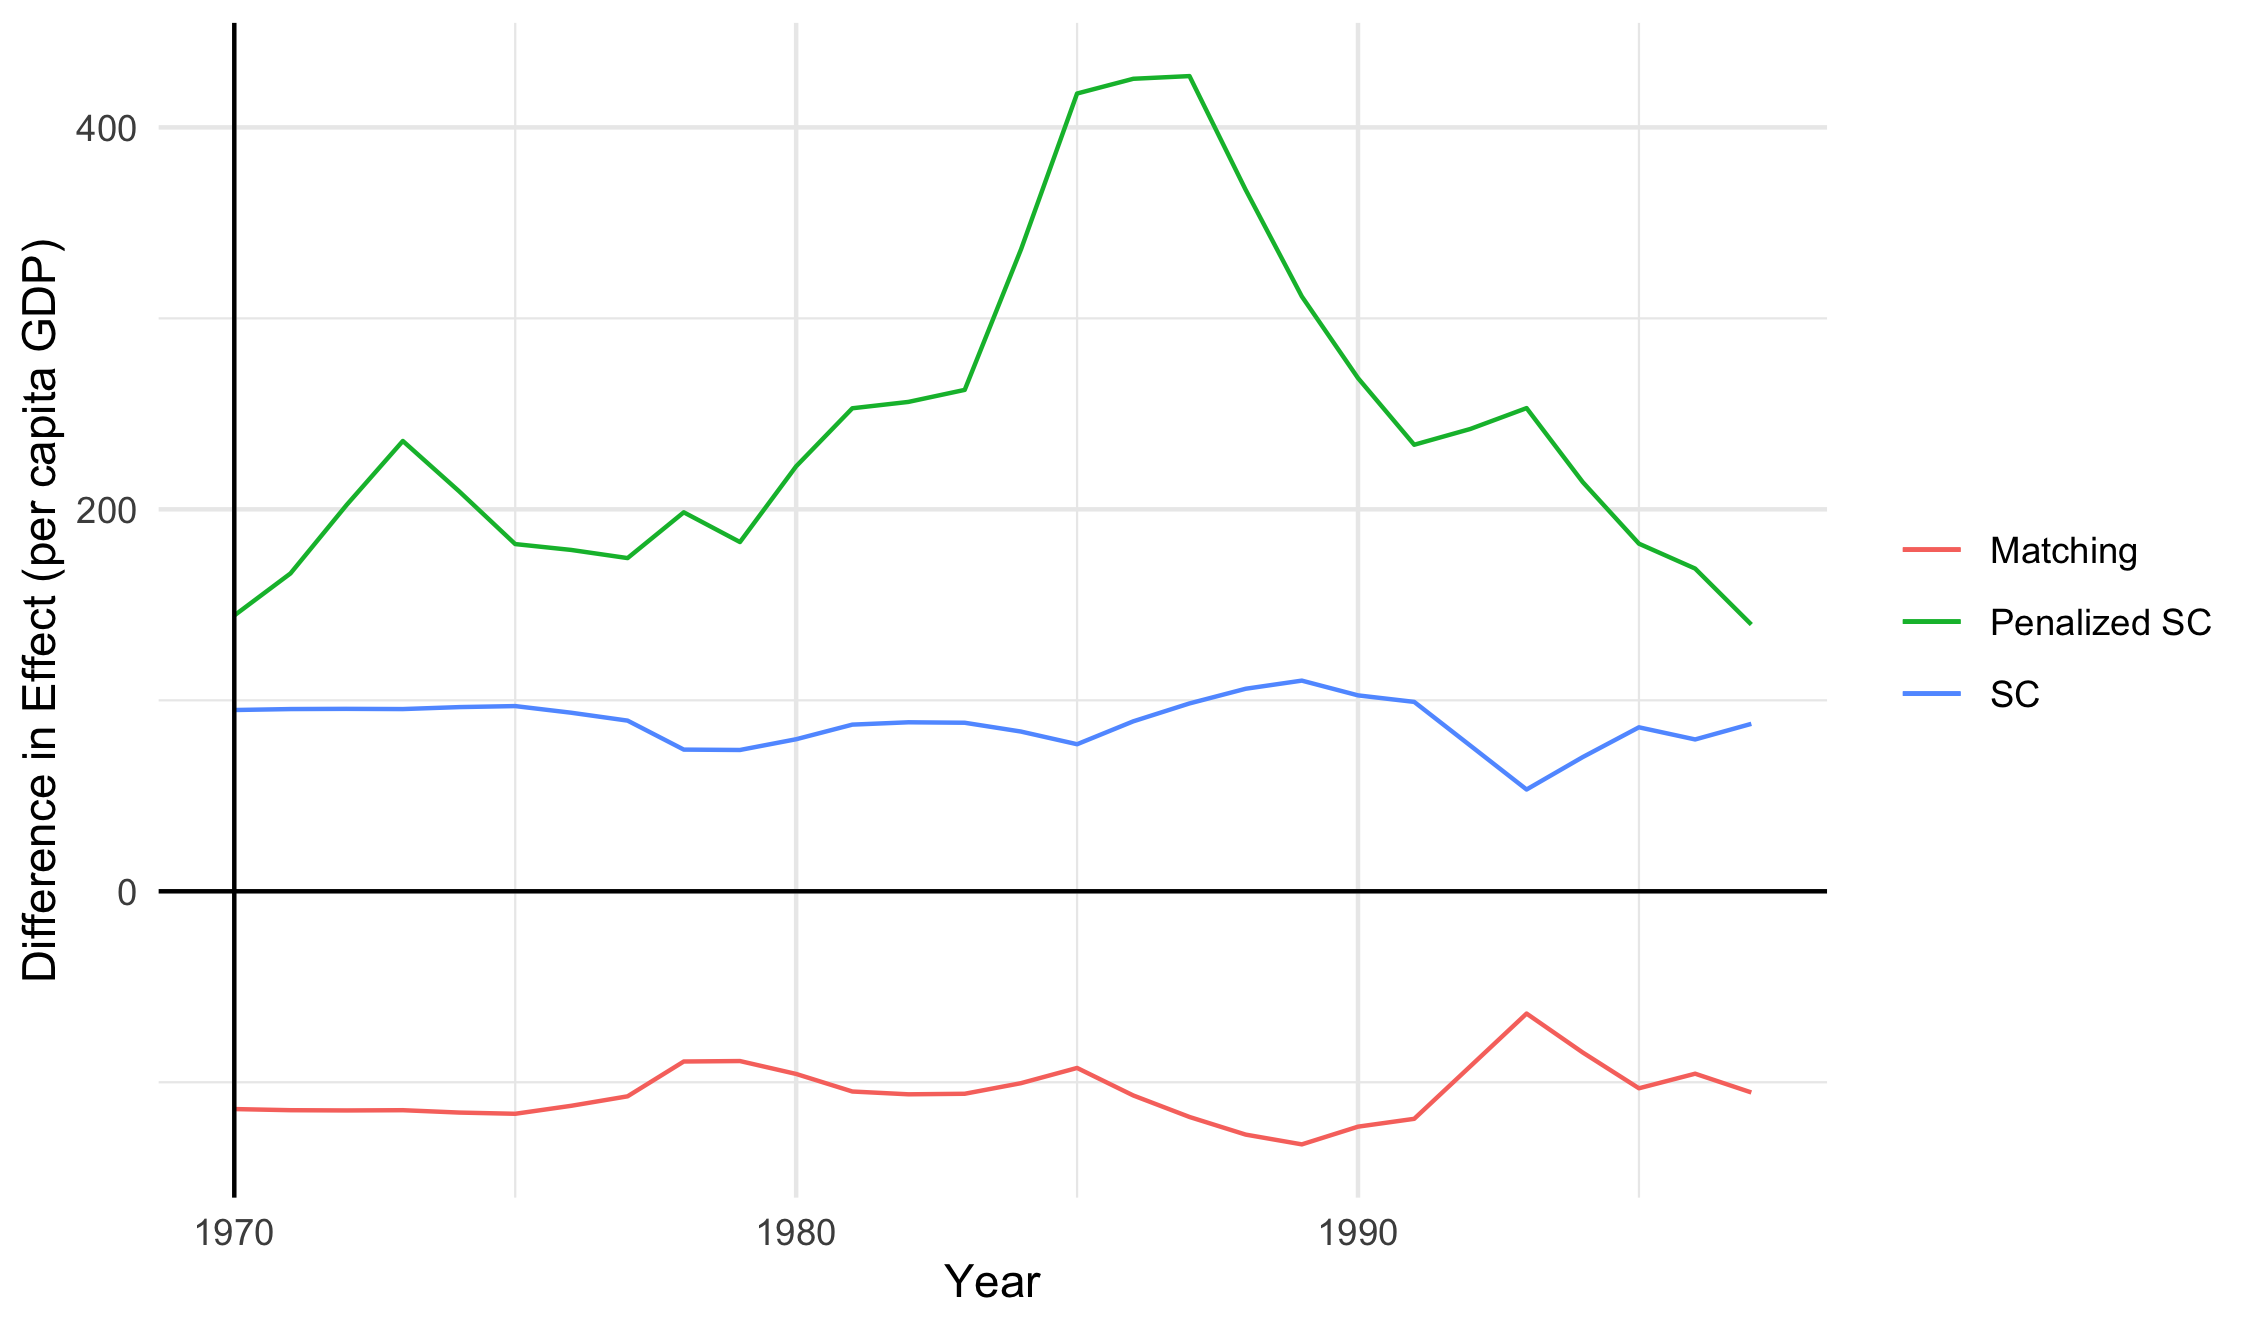 Difference in Effect (per capita GDP)
400
200
0
1970
1980
1990
Year
Matching
Penalized SC
SC